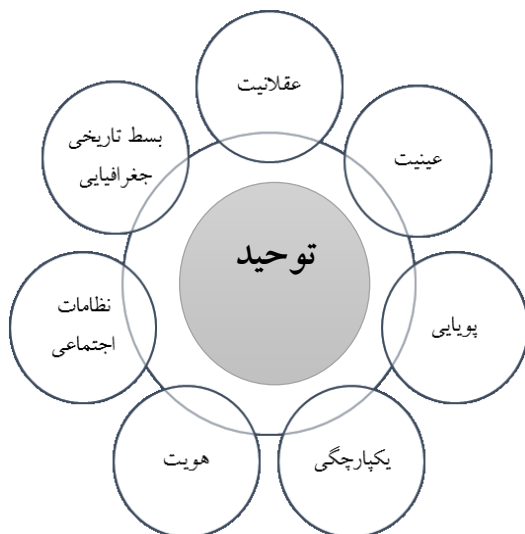 عقلانیت
عینیت
پویایی
یکپارچگی
هویت
نظامات
اجتماعی
بسط تاریخی
جغرافیایی
توحید